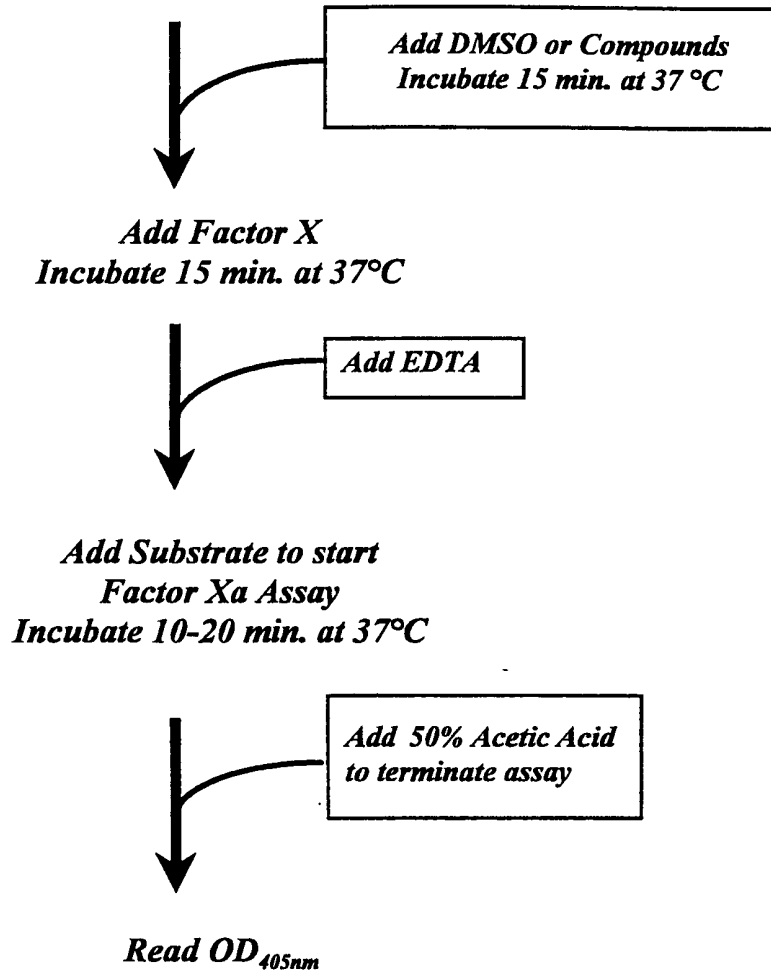 Add DMSO or Compounds
Incubate 15 min. at 37 °C
Add Factor X
Incubate 15 min. at 37°C
Add EDTA
Add Substrate to start
Factor Xa Assay
Incubate 10-20 min. at 37°C
Add 50% Acetic Acid
to terminate assay
Read OD405nm